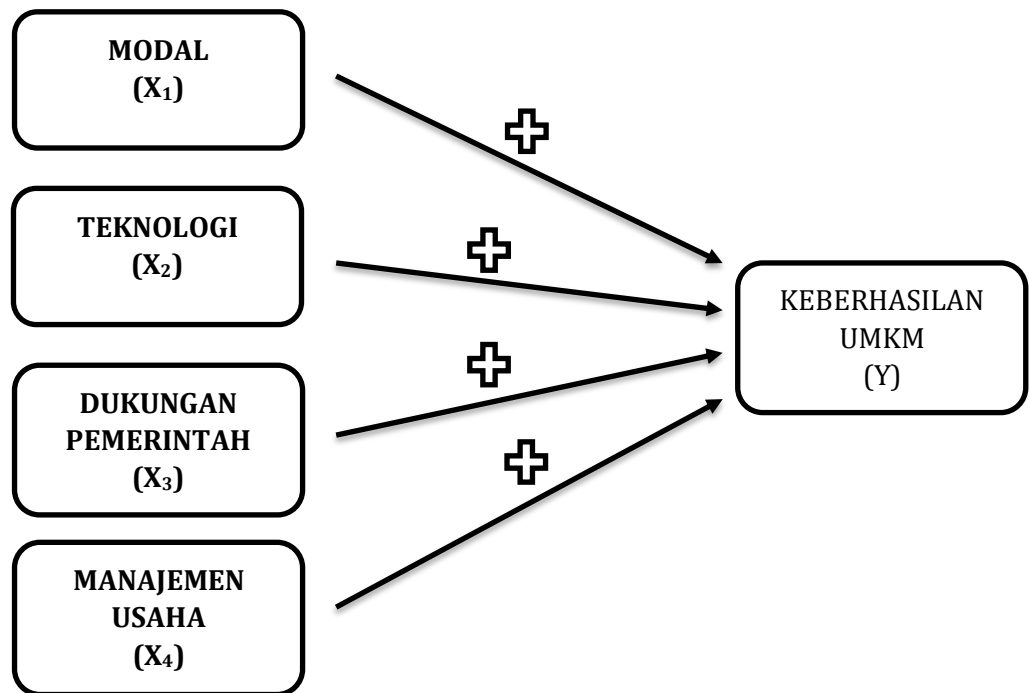 MODAL
(X₁)
TEKNOLOGI
(X₂)
DUKUNGAN
PEMERINTAH
(X₃)
MANAJEMEN
USAHA
(X₄)
KEBERHASILAN
UMKM
(Y)